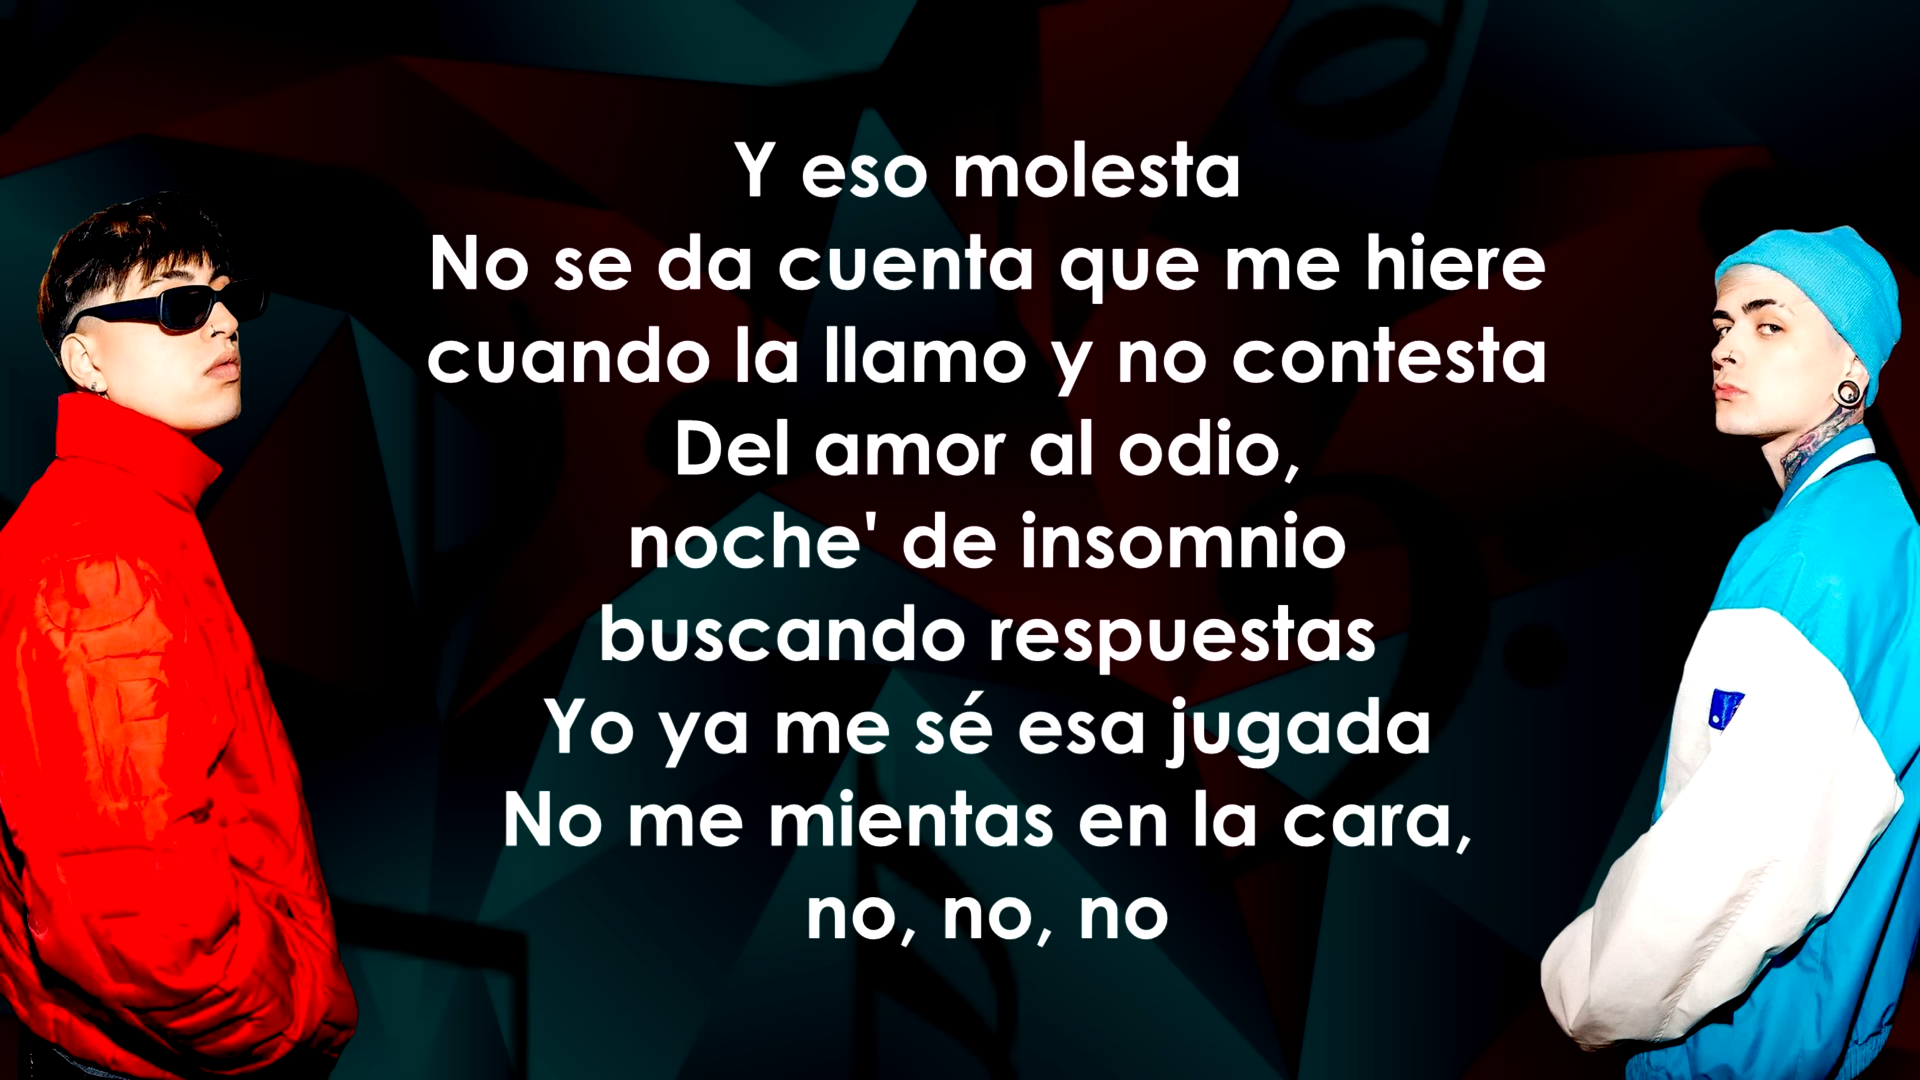 Y eso molesta
No se da cuenta que me hiere
cuando la llamo y no contesta
Del amor al odio,
noche' de insomnio
buscando respuestas
Yo ya me sé esa jugada
No me mientas en la cara,
no, no, no